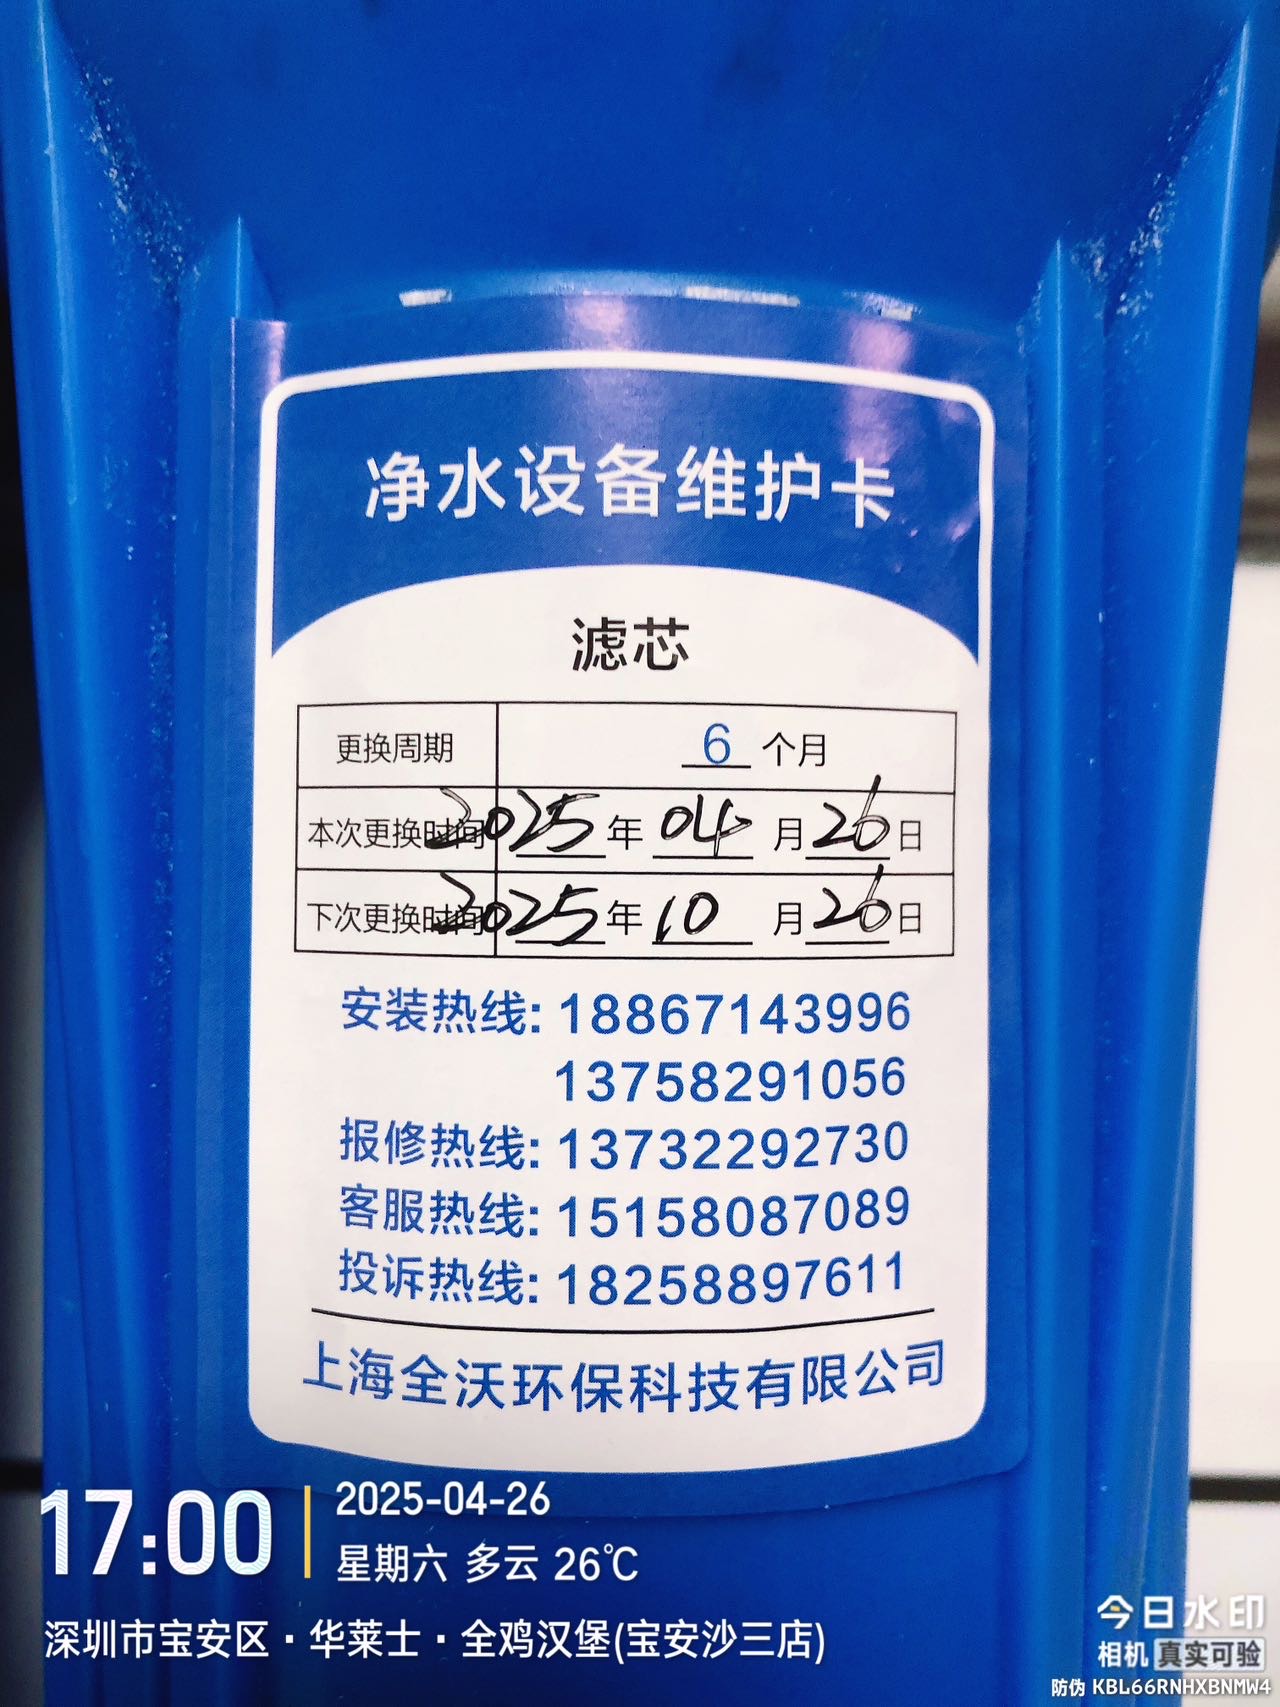 净水设备维护卡
滤芯
更换周期 6 个月
本次更换时间 2025 年 04 月 26 日
下次更换时间 2025 年 10 月 26 日
安装热线: 18867143996
13758291056
报修热线: 13732292730
客服热线: 15158087089
投诉热线: 18258897611
上海全沃环保科技有限公司
17:00
2025-04-26
星期六 多云 26℃
深圳市宝安区·华莱士·全鸡汉堡(宝安沙三店)
今日水印
相机 真实可验
防伪 KBL66RNHXBNMW4